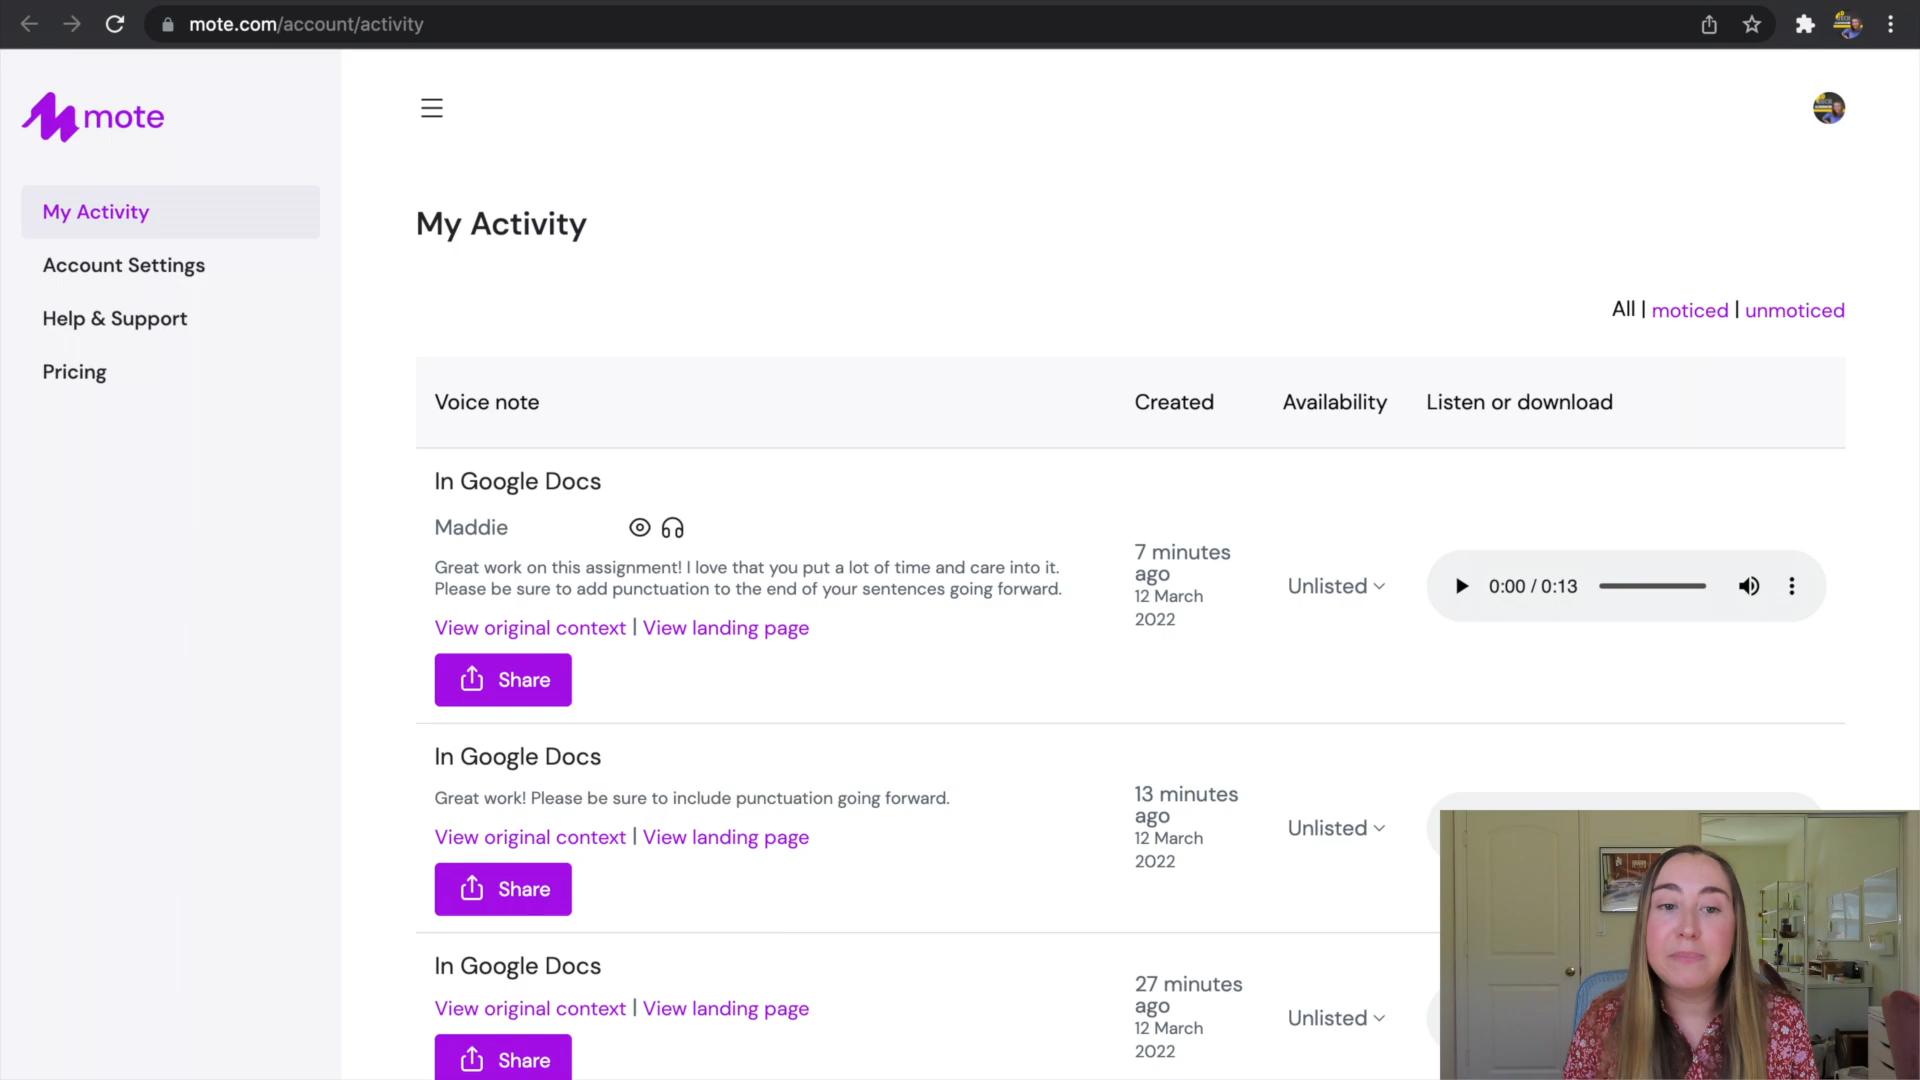 mote.com/account/activity
mote
My Activity
Account Settings
Help & Support
Pricing
My Activity
All | moticed | unmoticed
Voice note
Created
Availability
Listen or download
In Google Docs
Maddie
Great work on this assignment! I love that you put a lot of time and care into it.
Please be sure to add punctuation to the end of your sentences going forward.
View original context | View landing page
Share
7 minutes
ago
12 March
2022
Unlisted
0:00 / 0:13
In Google Docs
Great work! Please be sure to include punctuation going forward.
View original context | View landing page
Share
13 minutes
ago
12 March
2022
Unlisted
In Google Docs
View original context | View landing page
Share
27 minutes
ago
12 March
2022
Unlisted